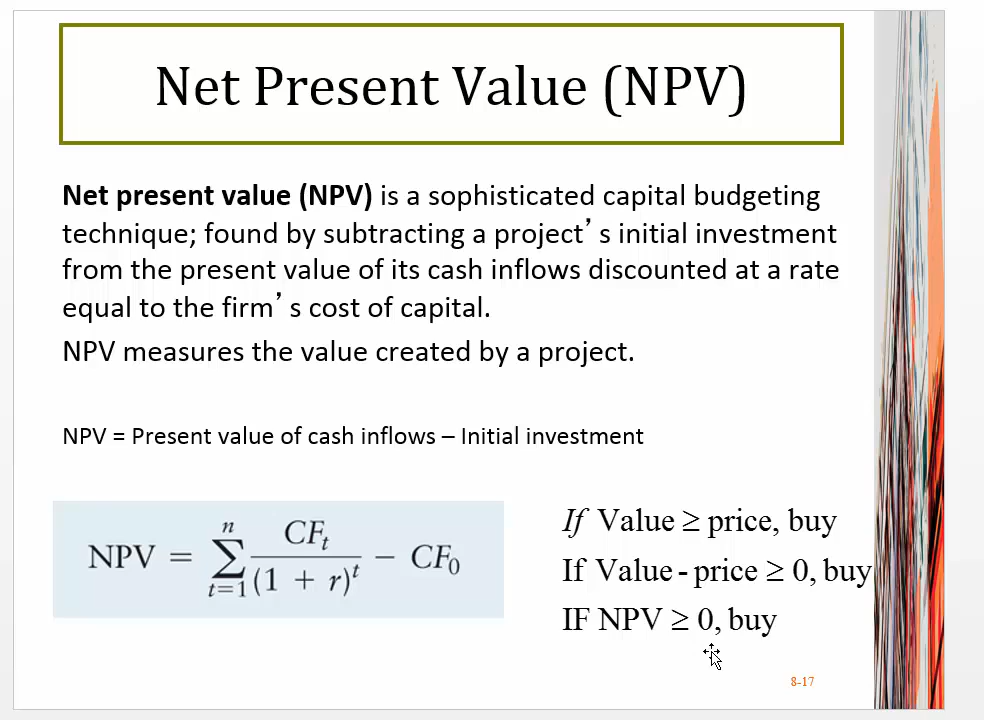 Net Present Value (NPV)
Net present value (NPV) is a sophisticated capital budgeting
technique; found by subtracting a project’s initial investment
from the present value of its cash inflows discounted at a rate
equal to the firm’s cost of capital.
NPV measures the value created by a project.
NPV = Present value of cash inflows – Initial investment
NPV = ∑_{t=1}^{n} CF_t / (1 + r)^t − CF_0
If Value ≥ price, buy
If Value - price ≥ 0, buy
IF NPV ≥ 0, buy
8-17